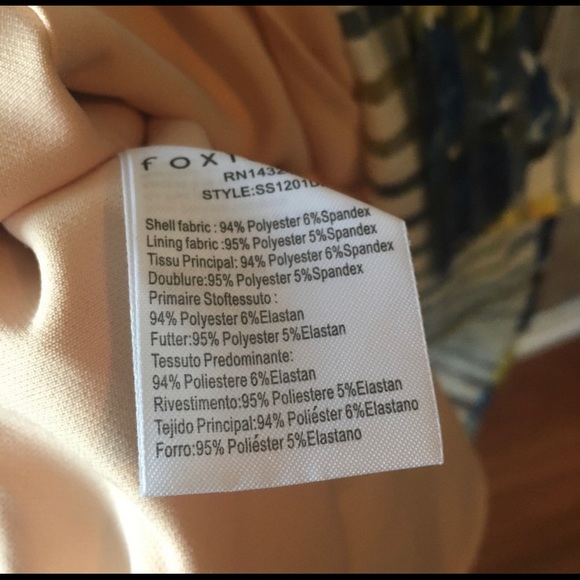 RN1432
STYLE:SS1201
Shell fabric : 94% Polyester 6%Spandex
Lining fabric :95% Polyester 5%Spandex
Tissu Principal: 94% Polyester 6%Spandex
Doublure:95% Polyester 5%Spandex
Primaire Stoftessuto :
94% Polyester 6%Elastan
Futter:95% Polyester 5%Elastan
Tessuto Predominante:
94% Poliestere 6%Elastan
Rivestimento:95% Poliestere 5%Elastan
Tejido Principal:94% Poliéster 6%Elastano
Forro:95% Poliéster 5%Elastano